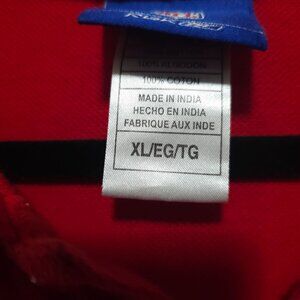 100% ALGODON
100% COTON
MADE IN INDIA
HECHO EN INDIA
FABRIQUE AUX INDE
XL/EG/TG